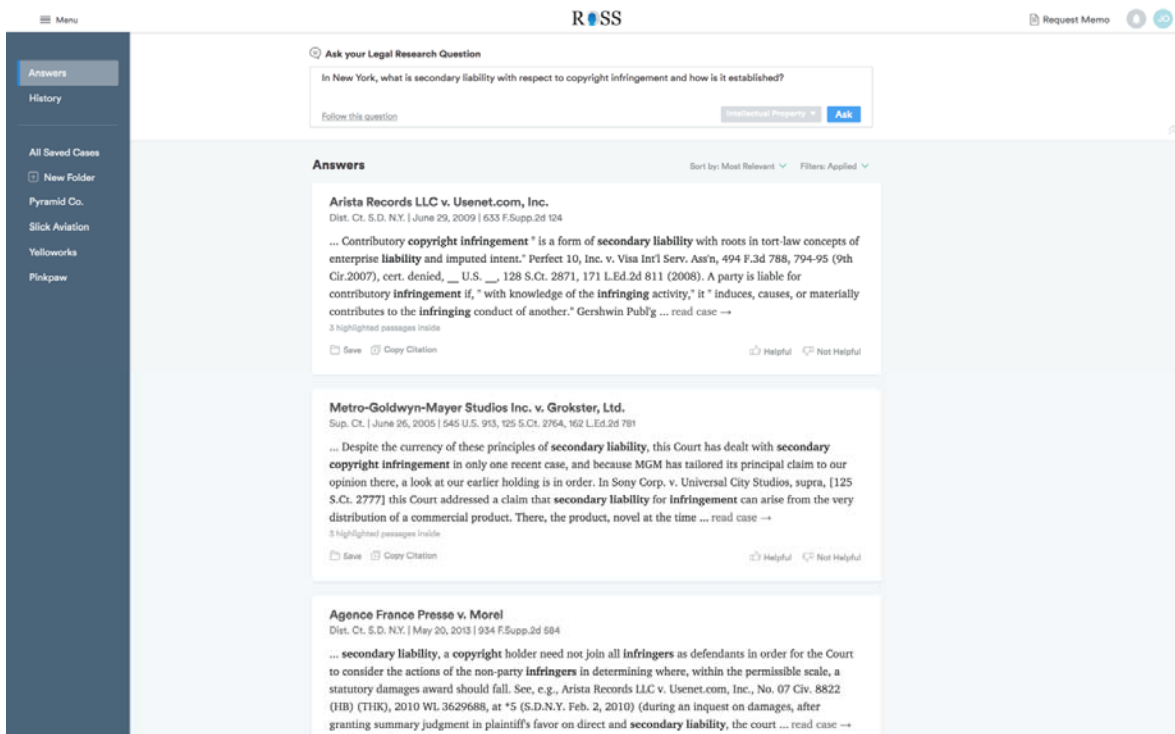 Menu
R SS
Request Memo
JO
Answers
History
All Saved Cases
New Folder
Pyramid Co.
Slick Aviation
Yelloworks
Pinkpaw
Ask your Legal Research Question
In New York, what is secondary liability with respect to copyright infringement and how is it established?
Follow this question
Intellectual Property
Ask
Answers
Sort by: Most Relevant
Filters: Applied
Arista Records LLC v. Usenet.com, Inc.
Dist. Ct. S.D. N.Y. | June 29, 2009 | 633 F.Supp.2d 124
... Contributory copyright infringement " is a form of secondary liability with roots in tort-law concepts of
enterprise liability and imputed intent." Perfect 10, Inc. v. Visa Int'l Serv. Ass'n, 494 F.3d 788, 794-95 (9th
Cir.2007), cert. denied, __ U.S. __, 128 S.Ct. 2871, 171 L.Ed.2d 811 (2008). A party is liable for
contributory infringement if, " with knowledge of the infringing activity," it " induces, causes, or materially
contributes to the infringing conduct of another." Gershwin Publ'g ... read case →
3 highlighted passages inside
Save
Copy Citation
Helpful
Not Helpful
Metro-Goldwyn-Mayer Studios Inc. v. Grokster, Ltd.
Sup. Ct. | June 26, 2005 | 545 U.S. 913, 125 S.Ct. 2764, 162 L.Ed.2d 781
... Despite the currency of these principles of secondary liability, this Court has dealt with secondary
copyright infringement in only one recent case, and because MGM has tailored its principal claim to our
opinion there, a look at our earlier holding is in order. In Sony Corp. v. Universal City Studios, supra, [125
S.Ct. 2777] this Court addressed a claim that secondary liability for infringement can arise from the very
distribution of a commercial product. There, the product, novel at the time ... read case →
3 highlighted passages inside
Save
Copy Citation
Helpful
Not Helpful
Agence France Presse v. Morel
Dist. Ct. S.D. N.Y. | May 20, 2013 | 934 F.Supp.2d 584
... secondary liability, a copyright holder need not join all infringers as defendants in order for the Court
to consider the actions of the non-party infringers in determining where, within the permissible scale, a
statutory damages award should fall. See, e.g., Arista Records LLC v. Usenet.com, Inc., No. 07 Civ. 8822
(HB) (THK), 2010 WL 3629688, at *5 (S.D.N.Y. Feb. 2, 2010) (during an inquest on damages, after
granting summary judgment in plaintiff's favor on direct and secondary liability, the court ... read case →